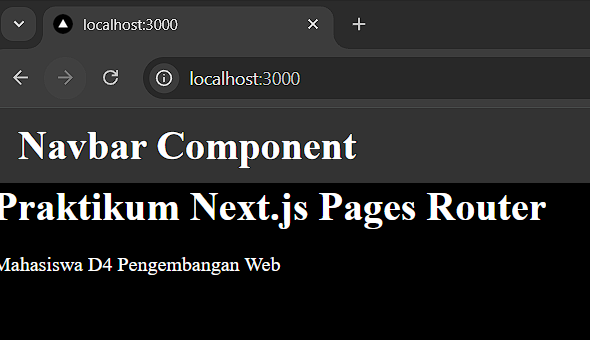 localhost:3000
localhost:3000
Navbar Component
Praktikum Next.js Pages Router
Mahasiswa D4 Pengembangan Web